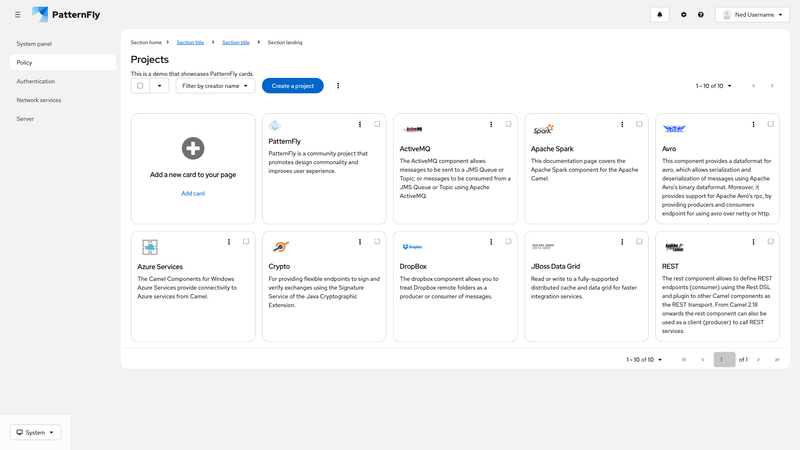 PatternFly
Ned Username
System panel
Policy
Authentication
Network services
Server
Section home
Section title
Section title
Section landing
Projects
This is a demo that showcases PatternFly cards.
Filter by creator name
Create a project
1 - 10 of 10
Add a new card to your page
Add card
PatternFly
PatternFly is a community project that
promotes design commonality and
improves user experience.
ActiveMQ
ActiveMQ
The ActiveMQ component allows
messages to be sent to a JMS Queue or
Topic; or messages to be consumed from a
JMS Queue or Topic using Apache
ActiveMQ.
Spark
Apache Spark
This documentation page covers the
Apache Spark component for the Apache
Camel.
Avro
This component provides a dataformat for
avro, which allows serialization and
deserialization of messages using Apache
Avro's binary dataformat. Moreover, it
provides support for Apache Avro's rpc, by
providing producers and consumers
endpoint for using avro over netty or http.
Azure Services
The Camel Components for Windows
Azure Services provide connectivity to
Azure services from Camel.
Crypto
For providing flexible endpoints to sign and
verify exchanges using the Signature
Service of the Java Cryptographic
Extension.
Dropbox
DropBox
The dropbox component allows you to
treat Dropbox remote folders as a
producer or consumer of messages.
JBoss Data Grid
Read or write to a fully-supported
distributed cache and data grid for faster
integration services.
REST
The rest component allows to define REST
endpoints (consumer) using the Rest DSL
and plugin to other Camel components as
the REST transport. From Camel 2.18
onwards the rest component can also be
used as a client (producer) to call REST
services.
1 - 10 of 10
1
of 1
System